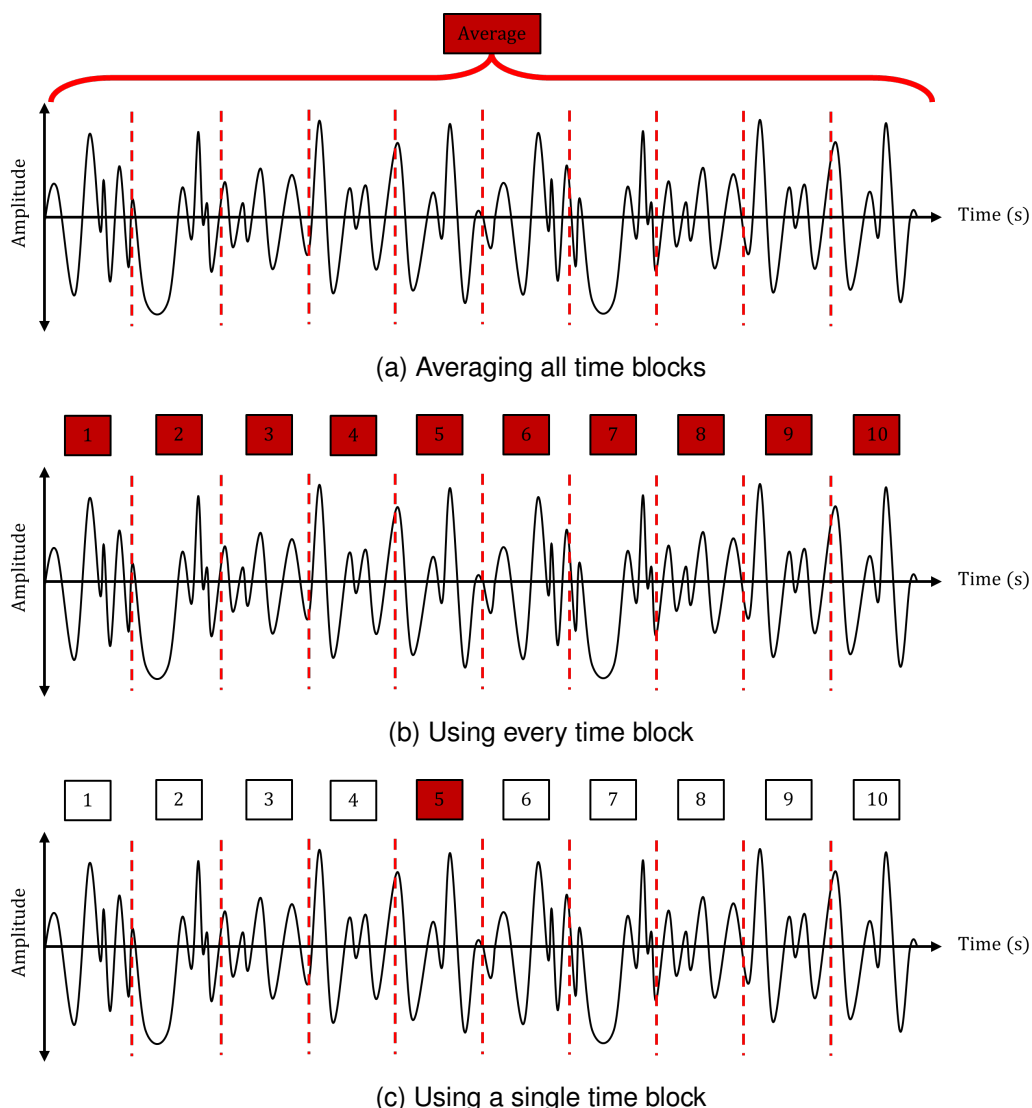 Average
Amplitude
Time (s)
(a) Averaging all time blocks
1 2 3 4 5 6 7 8 9 10
Amplitude
Time (s)
(b) Using every time block
1 2 3 4 5 6 7 8 9 10
Amplitude
Time (s)
(c) Using a single time block